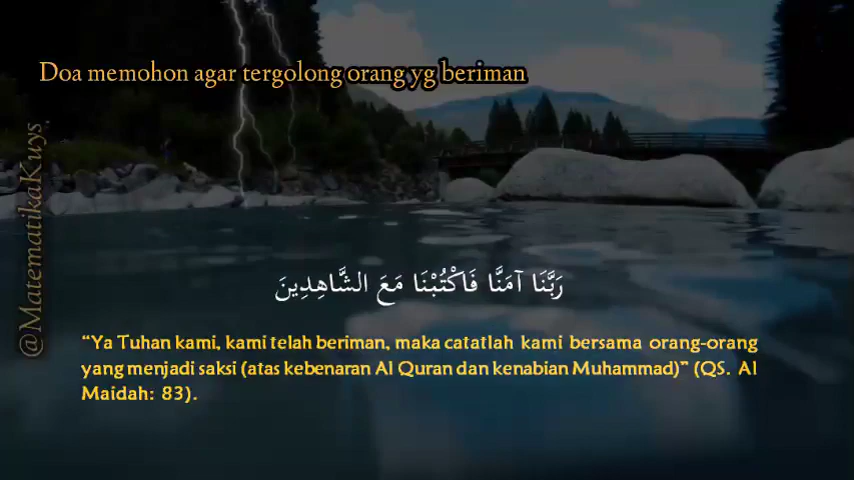 Doa memohon agar tergolong orang yg beriman
@MatematikaKuys.
رَبَّنَا آمَنَّا فَاكْتُبْنَا مَعَ الشَّاهِدِينَ
“Ya Tuhan kami, kami telah beriman, maka catatlah kami bersama orang-orang
yang menjadi saksi (atas kebenaran Al Quran dan kenabian Muhammad)” (QS. Al
Maidah: 83).